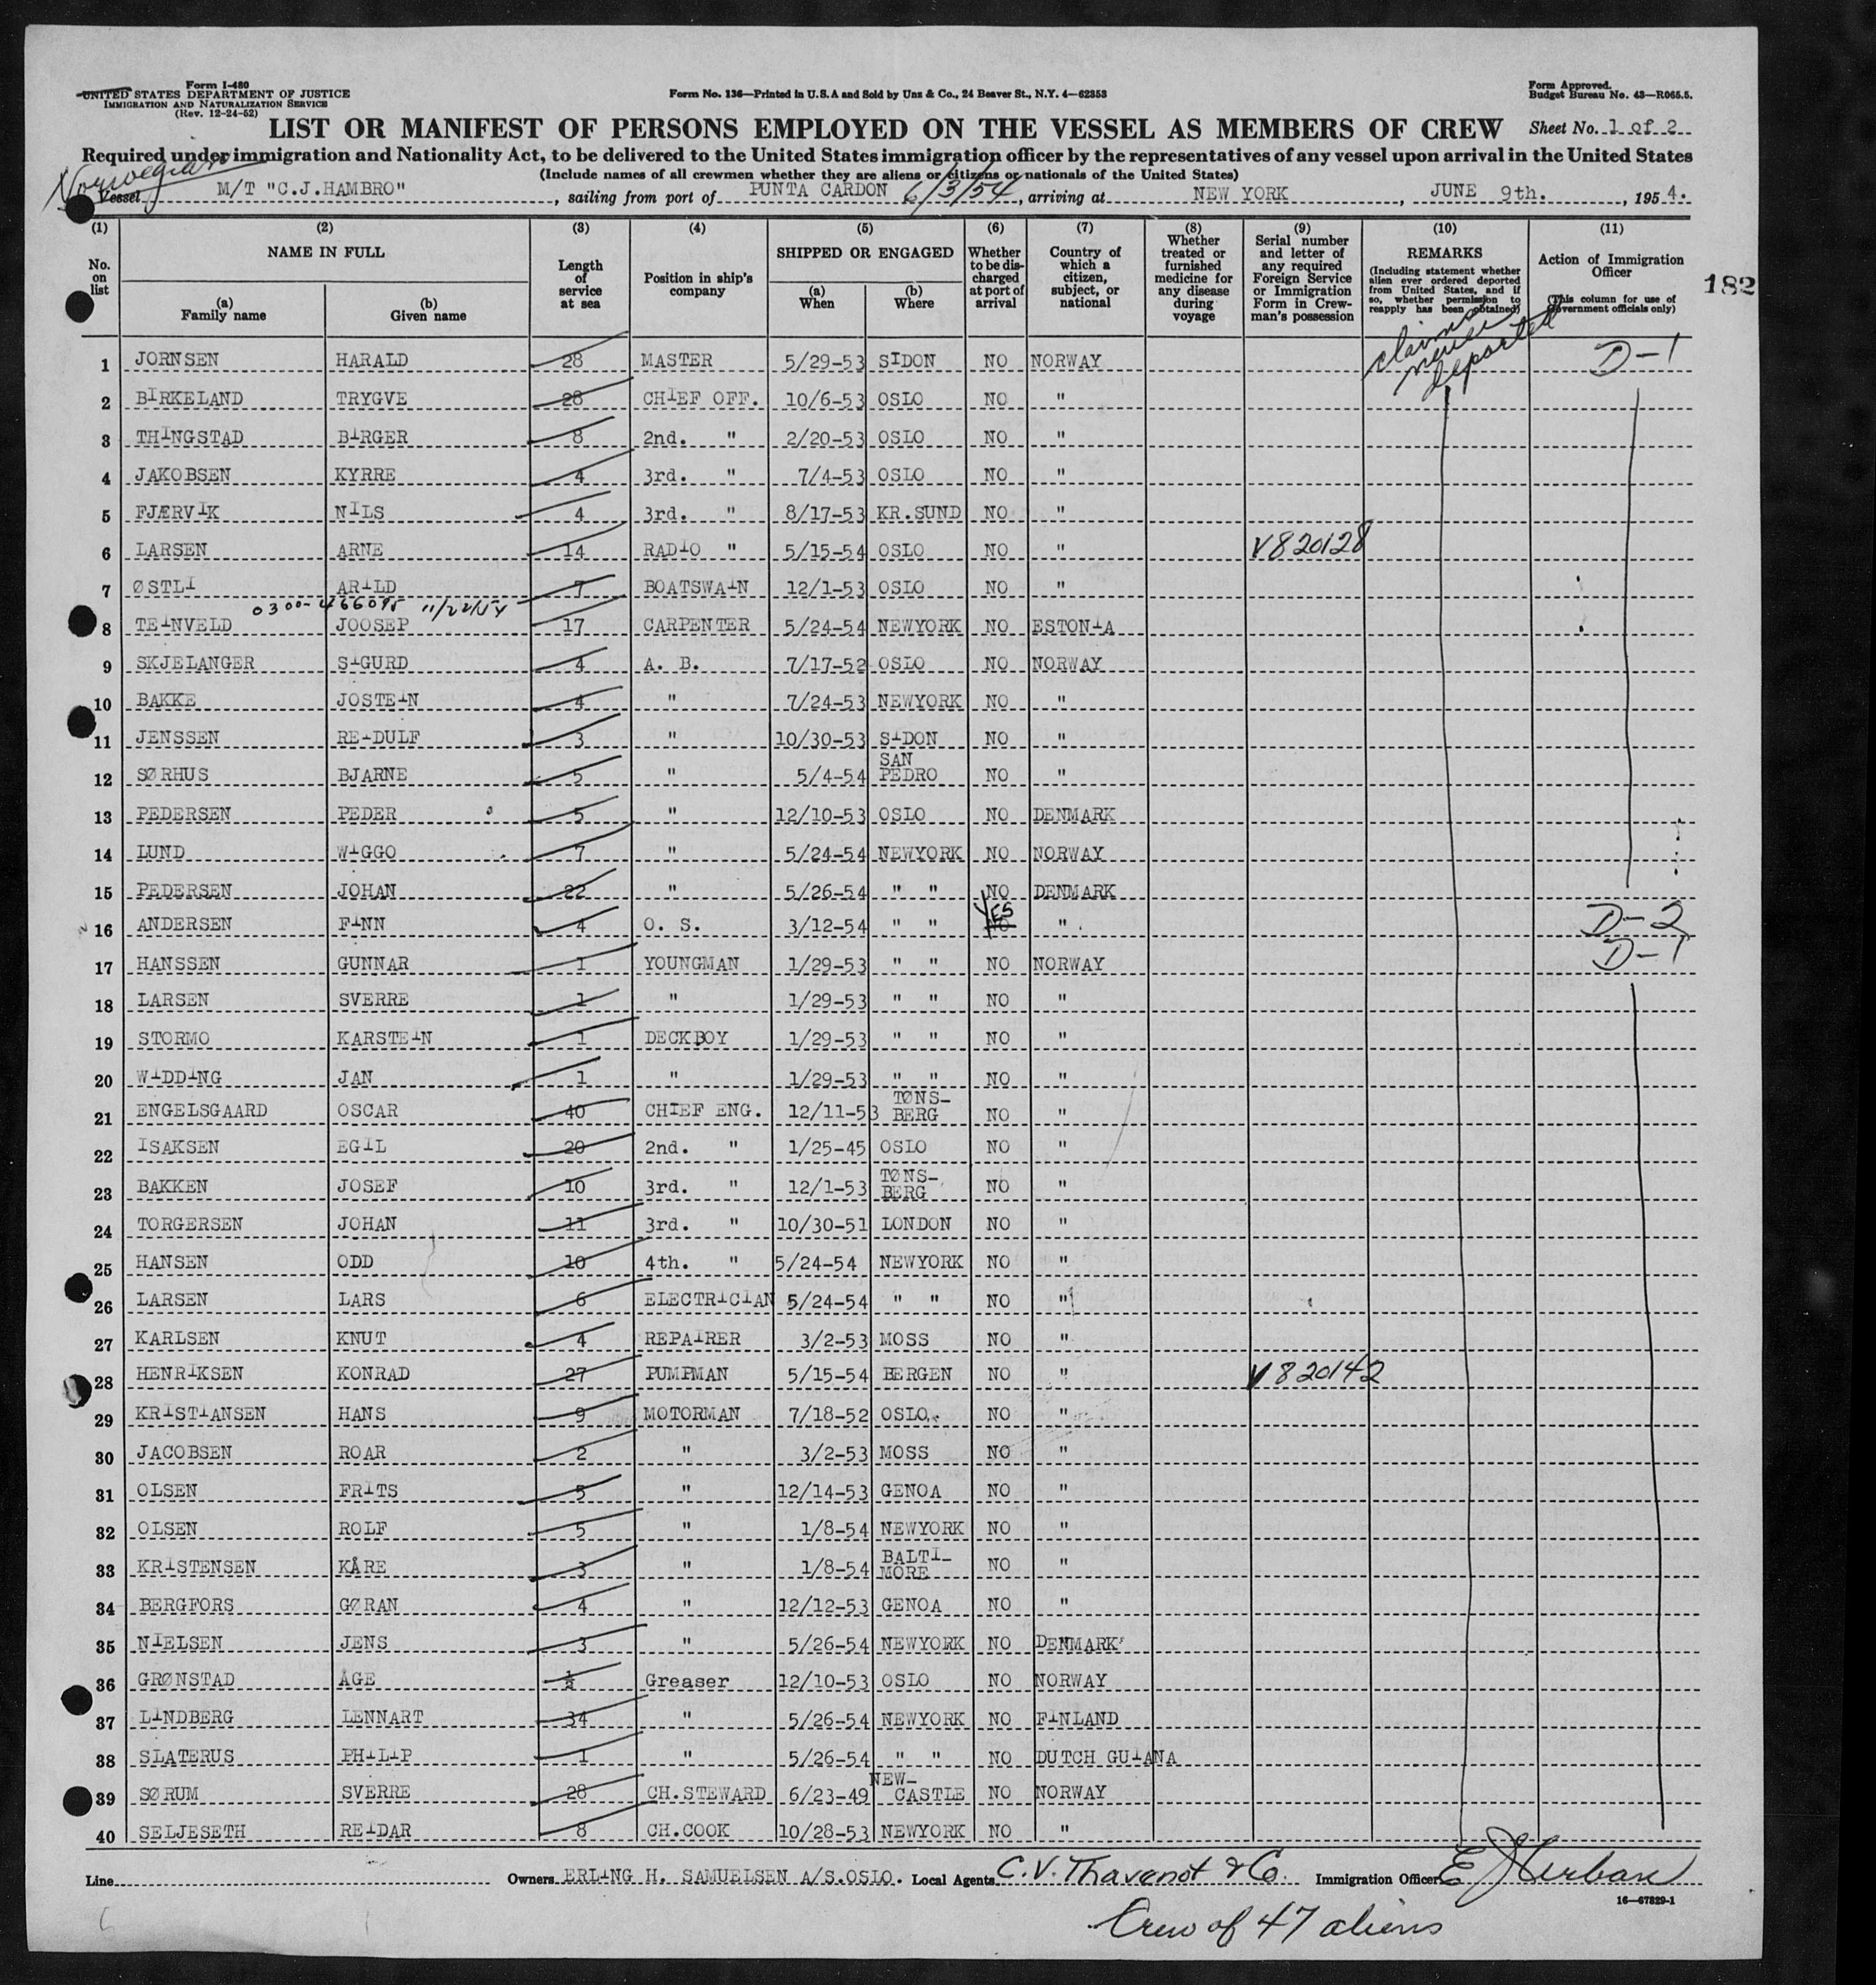 Form I-480
UNITED STATES DEPARTMENT OF JUSTICE
IMMIGRATION AND NATURALIZATION SERVICE
(Rev. 12-24-52)
Form No. 136—Printed in U.S.A and Sold by Unz & Co., 24 Beaver St., N.Y. 4—62353
Form Approved.
Budget Bureau No. 43—R065.5.
LIST OR MANIFEST OF PERSONS EMPLOYED ON THE VESSEL AS MEMBERS OF CREW
Sheet No. 1 of 2
Required under immigration and Nationality Act, to be delivered to the United States immigration officer by the representatives of any vessel upon arrival in the United States
(Include names of all crewmen whether they are aliens or citizens or nationals of the United States)
Norwegian
Vessel M/T "C.J.HAMBRO", sailing from port of PUNTA CARDON 6/3/54, arriving at NEW YORK, JUNE 9th., 1954.
(1) (2) (3) (4) (5) (6) (7) (8) (9) (10) (11)
No. on list
NAME IN FULL
(a) Family name
(b) Given name
Length of service at sea
Position in ship's company
SHIPPED OR ENGAGED
(a) When
(b) Where
Whether to be discharged at port of arrival
Country of which a citizen, subject, or national
Whether treated or furnished medicine for any disease during voyage
Serial number and letter of any required Foreign Service or Immigration Form in Crewman's possession
REMARKS
(Including statement whether alien ever ordered deported from United States, and if so, whether permission to reapply has been obtained)
Action of Immigration Officer
(This column for use of Government officials only)
182
claims never deported
1 JORNSEN HARALD 28 MASTER 5/29-53 SIDON NO NORWAY D-1
2 BIRKELAND TRYGVE 28 CHIEF OFF. 10/6-53 OSLO NO "
3 THINGSTAD BIRGER 8 2nd. " 2/20-53 OSLO NO "
4 JAKOBSEN KYRRE 4 3rd. " 7/4-53 OSLO NO "
5 FJÆRVIK NILS 4 3rd. " 8/17-53 KR.SUND NO "
6 LARSEN ARNE 14 RADIO " 5/15-54 OSLO NO " V820128
7 ØSTLI ARILD 7 BOATSWAIN 12/1-53 OSLO NO "
0300-466095 11/22/54
8 TEINVELD JOOSEP 17 CARPENTER 5/24-54 NEWYORK NO ESTONIA
9 SKJELANGER SIGURD 4 A. B. 7/17-52 OSLO NO NORWAY
10 BAKKE JOSTEIN 4 " 7/24-53 NEWYORK NO "
11 JENSSEN REIDULF 3 " 10/30-53 SIDON NO "
12 SØRHUS BJARNE 5 " 5/4-54 SAN PEDRO NO "
13 PEDERSEN PEDER 5 " 12/10-53 OSLO NO DENMARK
14 LUND WIGGO 7 " 5/24-54 NEWYORK NO NORWAY
15 PEDERSEN JOHAN 22 " 5/26-54 " " NO DENMARK
16 ANDERSEN FINN 4 O. S. 3/12-54 " " YES NO " D-2
17 HANSSEN GUNNAR 1 YOUNGMAN 1/29-53 " " NO NORWAY D-1
18 LARSEN SVERRE 1 " 1/29-53 " " NO "
19 STORMO KARSTEIN 1 DECKBOY 1/29-53 " " NO "
20 WIDDING JAN 1 " 1/29-53 " " NO "
21 ENGELSGAARD OSCAR 40 CHIEF ENG. 12/11-53 TØNS-BERG NO "
22 ISAKSEN EGIL 20 2nd. " 1/25-45 OSLO NO "
23 BAKKEN JOSEF 10 3rd. " 12/1-53 TØNS-BERG NO "
24 TORGERSEN JOHAN 11 3rd. " 10/30-51 LONDON NO "
25 HANSEN ODD 10 4th. " 5/24-54 NEWYORK NO "
26 LARSEN LARS 6 ELECTRICIAN 5/24-54 " " NO "
27 KARLSEN KNUT 4 REPAIRER 3/2-53 MOSS NO "
28 HENRIKSEN KONRAD 27 PUMPMAN 5/15-54 BERGEN NO " V820142
29 KRISTIANSEN HANS 9 MOTORMAN 7/18-52 OSLO. NO "
30 JACOBSEN ROAR 2 " 3/2-53 MOSS NO "
31 OLSEN FRITS 5 " 12/14-53 GENOA NO "
32 OLSEN ROLF 5 " 1/8-54 NEWYORK NO "
33 KRISTENSEN KÅRE 3 " 1/8-54 BALTI-MORE NO "
34 BERGFORS GØRAN 4 " 12/12-53 GENOA NO "
35 NIELSEN JENS 3 " 5/26-54 NEWYORK NO DENMARK
36 GRØNSTAD ÅGE 1/2 Greaser 12/10-53 OSLO NO NORWAY
37 LINDBERG LENNART 34 " 5/26-54 NEWYORK NO FINLAND
38 SLATERUS PHILIP 1 " 5/26-54 " " NO DUTCH GUIANA
39 SØRUM SVERRE 28 CH.STEWARD 6/23-49 NEW-CASTLE NO NORWAY
40 SELJESETH REIDAR 8 CH.COOK 10/28-53 NEWYORK NO "
Line Owners ERLING H. SAMUELSEN A/S.OSLO. Local Agents C.V. Thavenot & Co. Immigration Officer
16—67829-1
Crew of 47 aliens